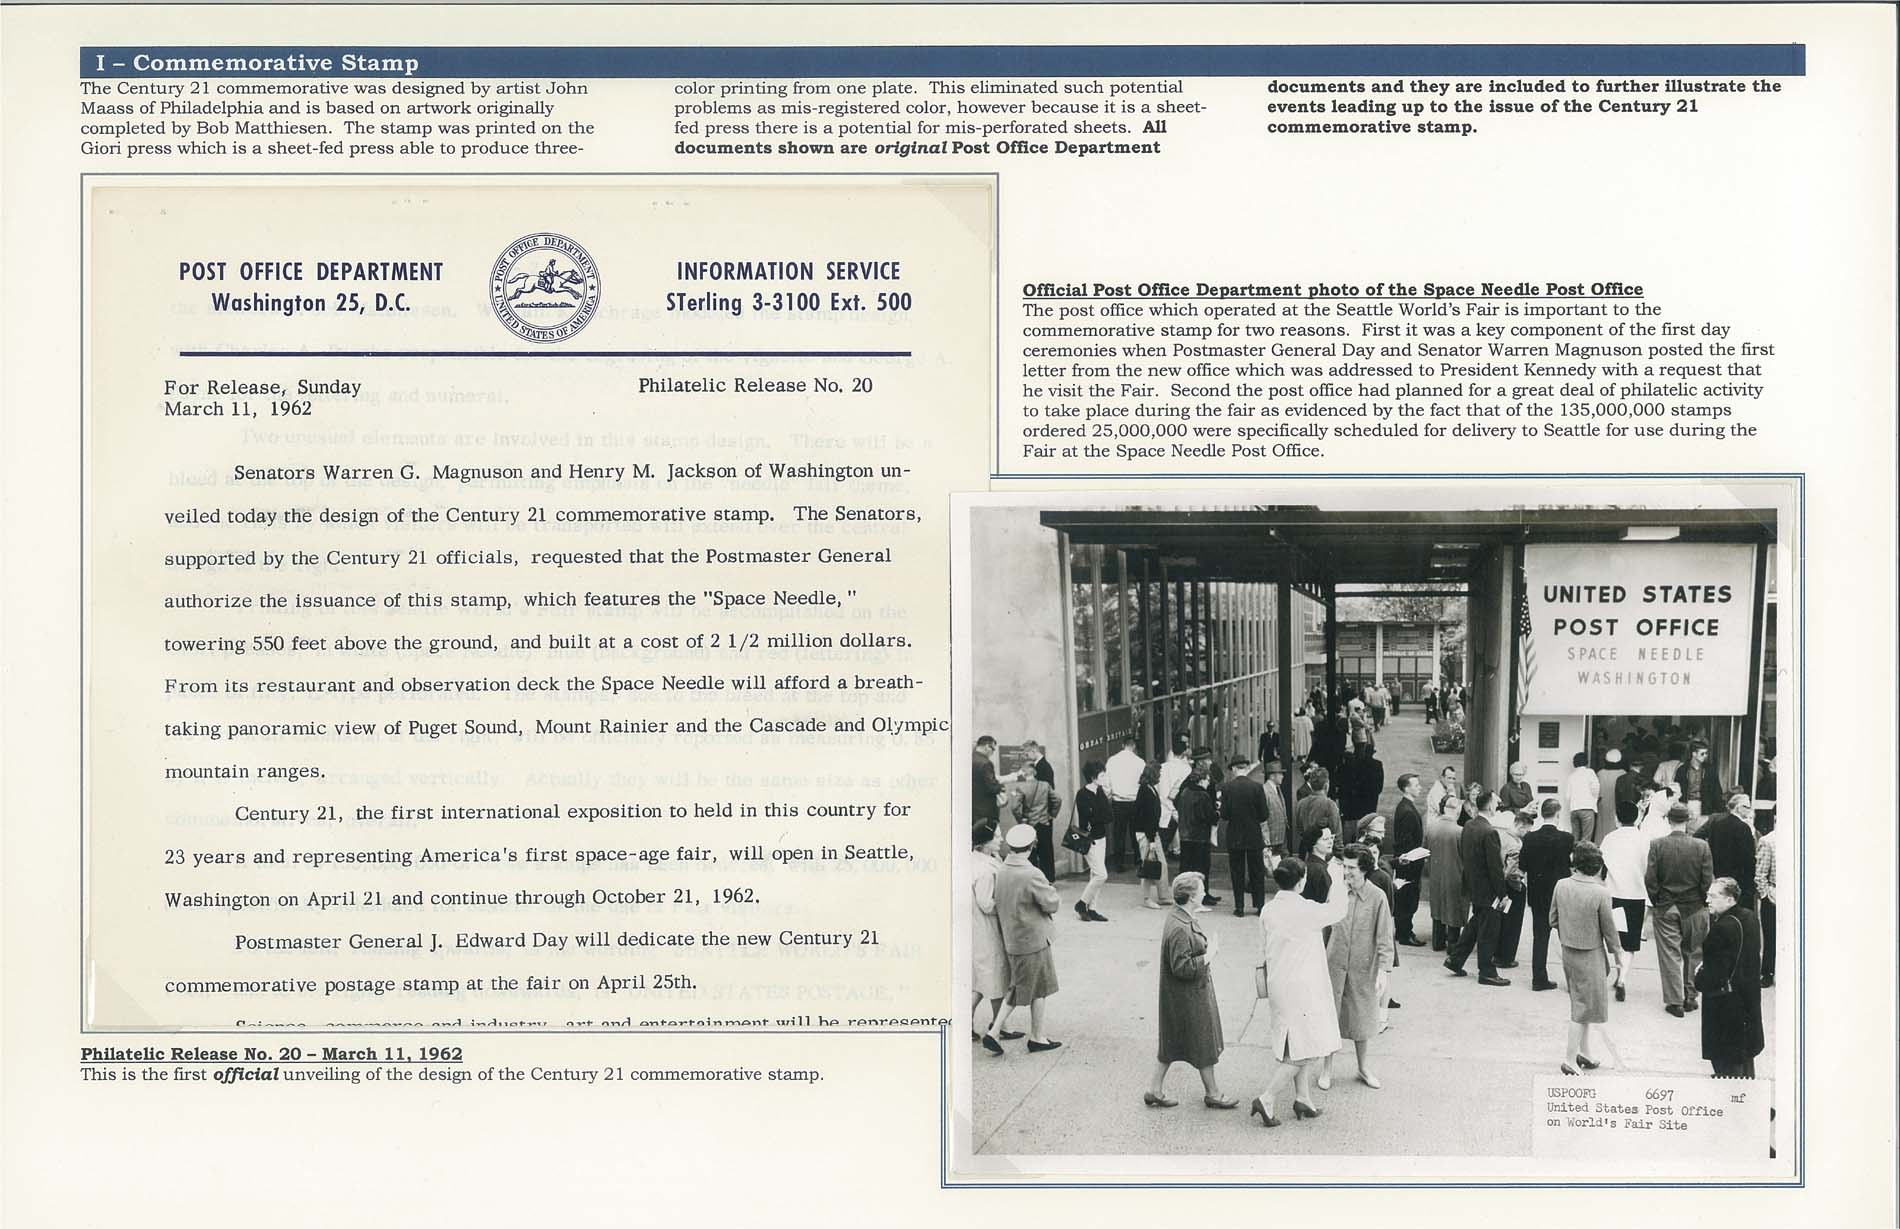 I – Commemorative Stamp
The Century 21 commemorative was designed by artist John
Maass of Philadelphia and is based on artwork originally
completed by Bob Matthiesen.  The stamp was printed on the
Giori press which is a sheet-fed press able to produce three-
color printing from one plate.  This eliminated such potential
problems as mis-registered color, however because it is a sheet-
fed press there is a potential for mis-perforated sheets.  All
documents shown are original Post Office Department
documents and they are included to further illustrate the
events leading up to the issue of the Century 21
commemorative stamp.
POST OFFICE DEPARTMENT
Washington 25, D.C.
POST OFFICE DEPARTMENT
UNITED STATES OF AMERICA
INFORMATION SERVICE
STerling 3-3100 Ext. 500
For Release, Sunday
March 11, 1962
Philatelic Release No. 20
Senators Warren G. Magnuson and Henry M. Jackson of Washington un-
veiled today the design of the Century 21 commemorative stamp. The Senators,
supported by the Century 21 officials, requested that the Postmaster General
authorize the issuance of this stamp, which features the "Space Needle, "
towering 550 feet above the ground, and built at a cost of 2 1/2 million dollars.
From its restaurant and observation deck the Space Needle will afford a breath-
taking panoramic view of Puget Sound, Mount Rainier and the Cascade and Olympic
mountain ranges.
Century 21, the first international exposition to held in this country for
23 years and representing America's first space-age fair, will open in Seattle,
Washington on April 21 and continue through October 21, 1962.
Postmaster General J. Edward Day will dedicate the new Century 21
commemorative postage stamp at the fair on April 25th.
Science, commerce and industry, art and entertainment will be represented
Philatelic Release No. 20 – March 11, 1962
This is the first official unveiling of the design of the Century 21 commemorative stamp.
Official Post Office Department photo of the Space Needle Post Office
The post office which operated at the Seattle World's Fair is important to the
commemorative stamp for two reasons.  First it was a key component of the first day
ceremonies when Postmaster General Day and Senator Warren Magnuson posted the first
letter from the new office which was addressed to President Kennedy with a request that
he visit the Fair.  Second the post office had planned for a great deal of philatelic activity
to take place during the fair as evidenced by the fact that of the 135,000,000 stamps
ordered 25,000,000 were specifically scheduled for delivery to Seattle for use during the
Fair at the Space Needle Post Office.
UNITED STATES
POST OFFICE
SPACE NEEDLE
WASHINGTON
GREAT BRITAIN
USPOOFG 6697 mf
United States Post Office
on World's Fair Site